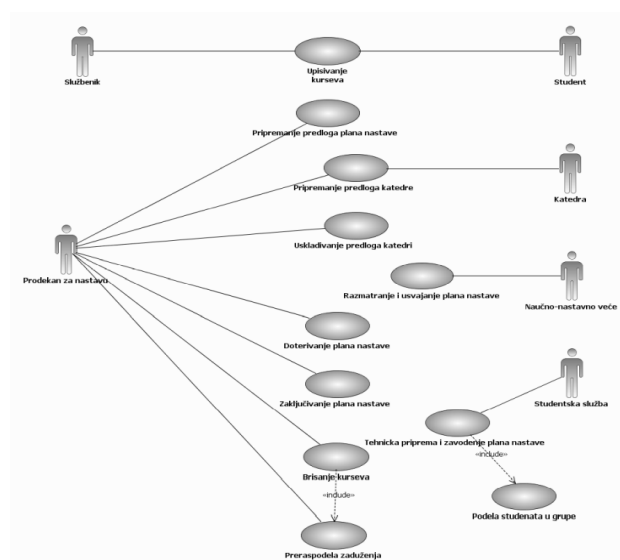 Službenik
Upisivanje
kurseva
Student
Pripremanje predloga plana nastave
Pripremanje predloga katedre
Katedra
Uskladivanje predloga katedri
Prodekan za nastavu
Razmatranje i usvajanje plana nastave
Naučno-nastavno veće
Doterivanje plana nastave
Zaključivanje plana nastave
Studentska služba
Tehnicka priprema i zavođenje plana nastave
«include»
Brisanje kurseva
«include»
Podela studenata u grupe
Preraspodela zaduženja